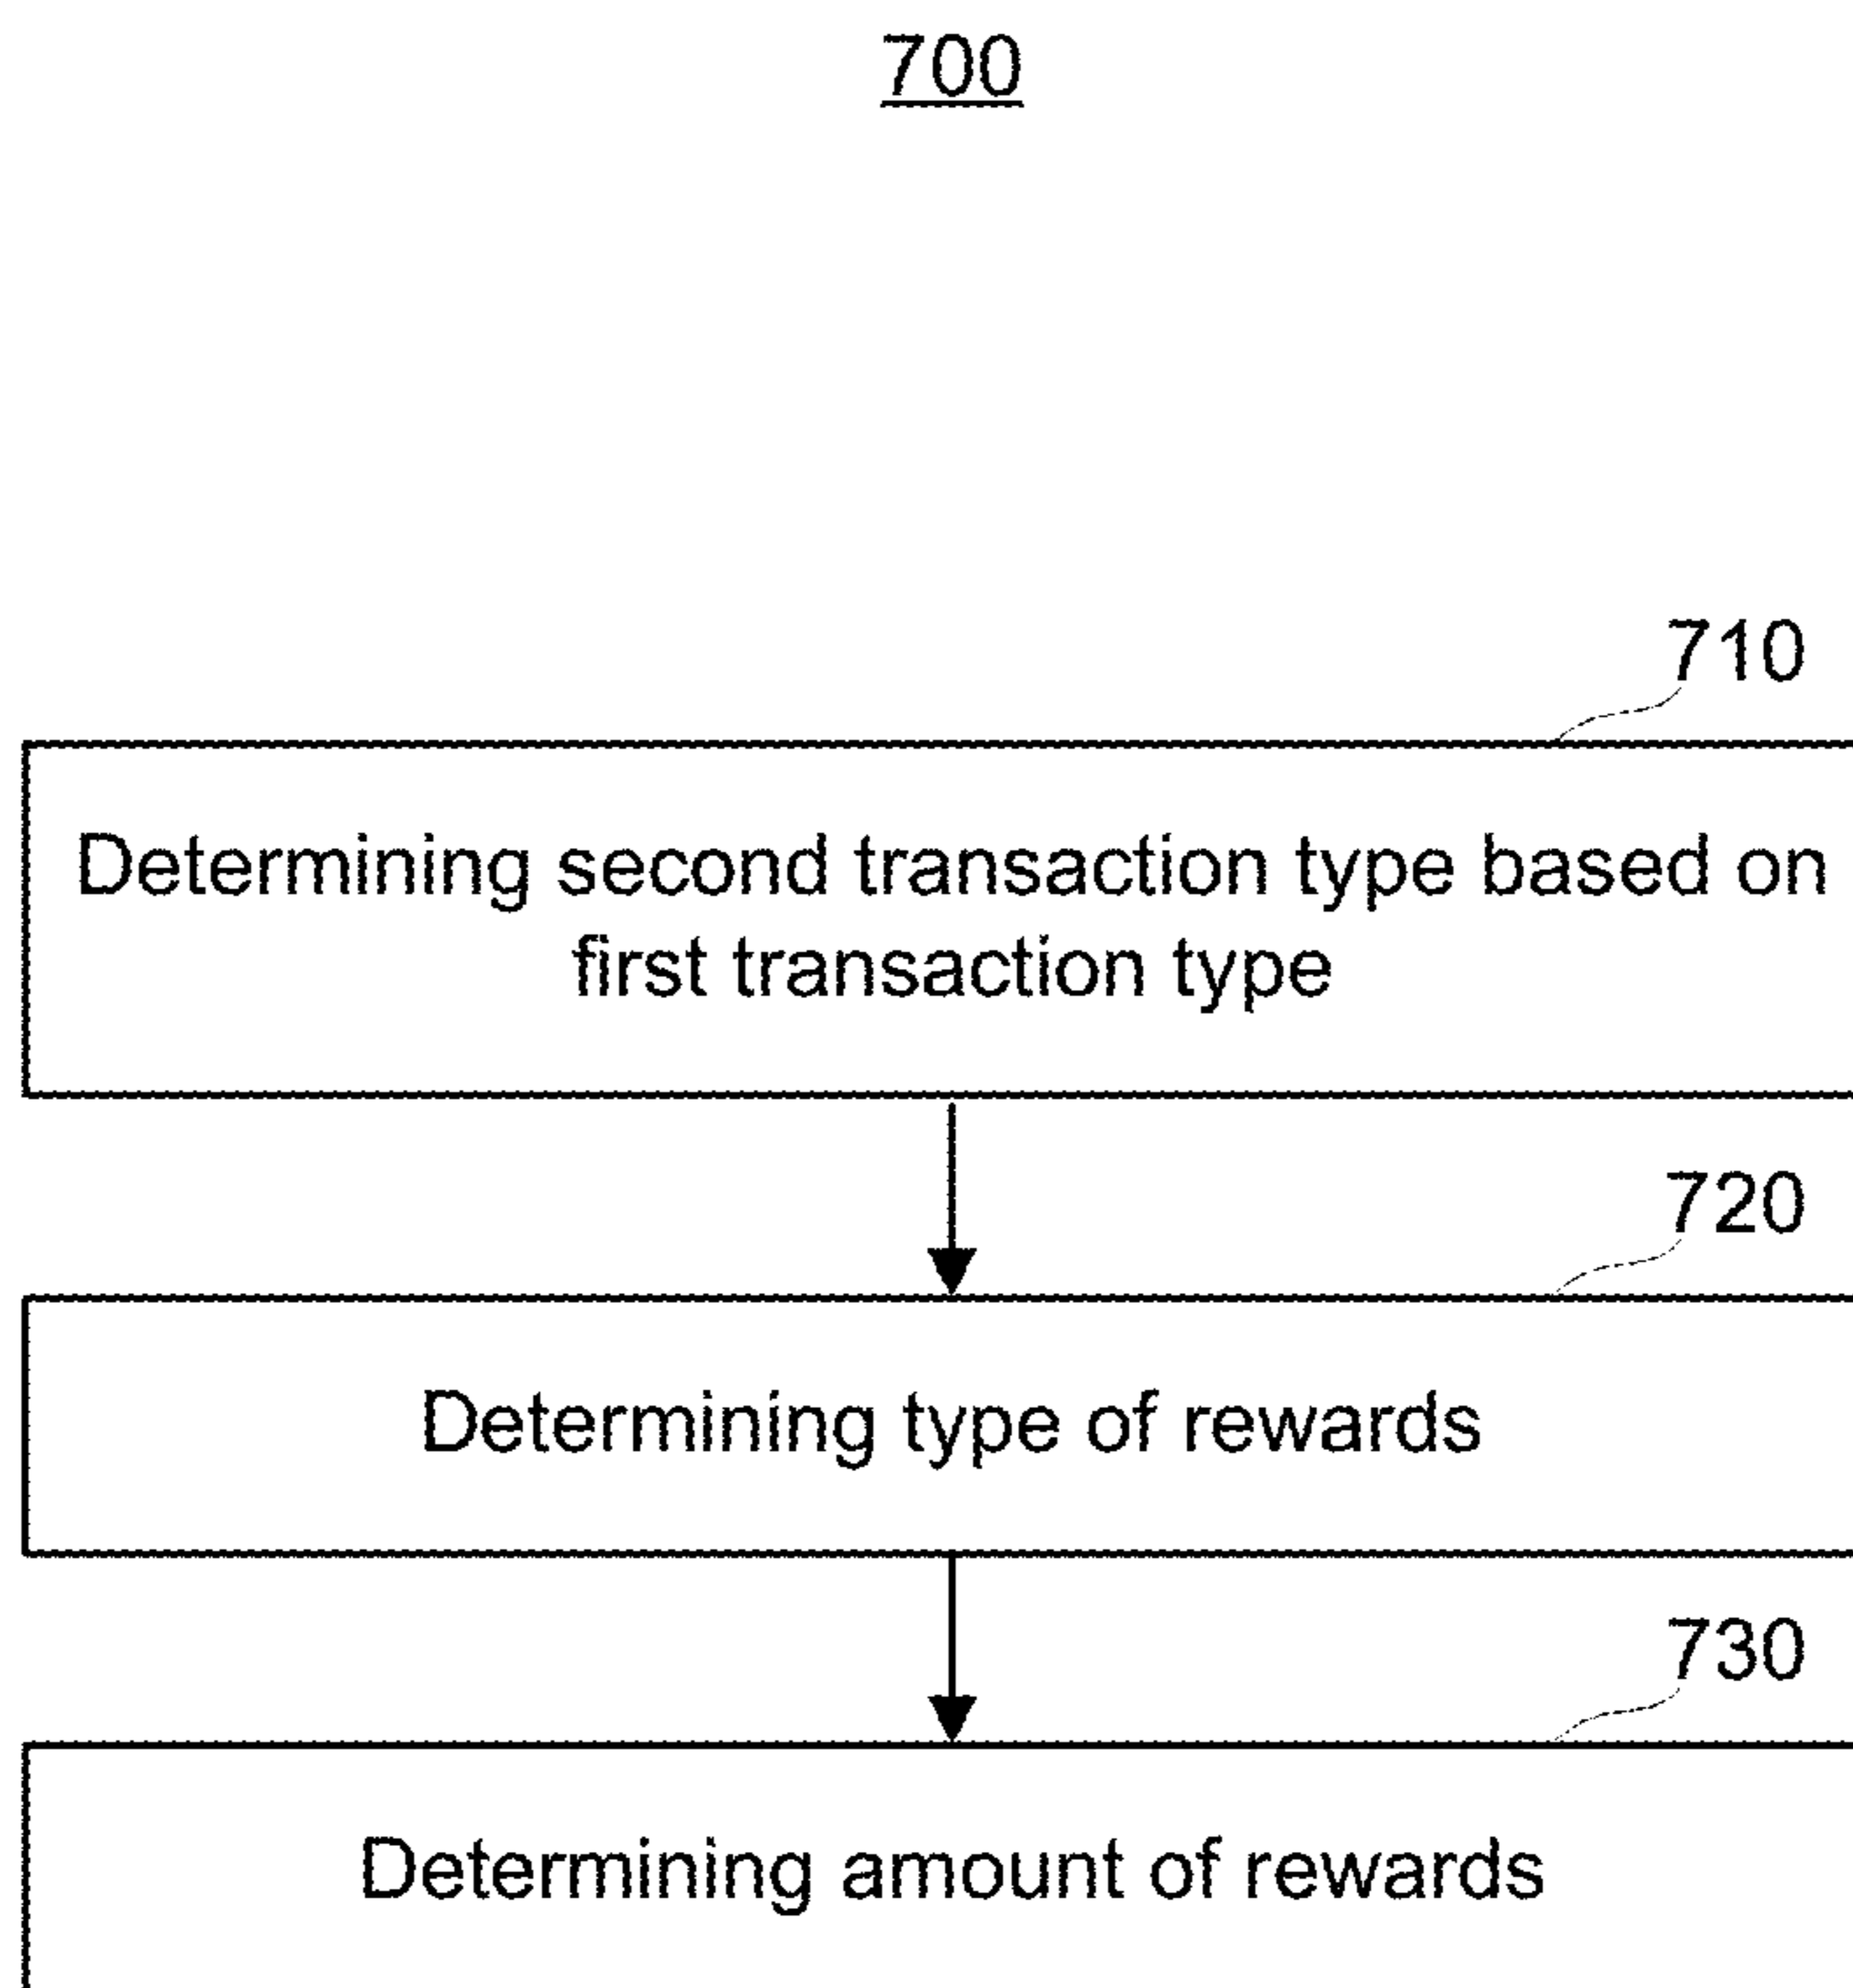 700
710
Determining second transaction type based on
first transaction type
720
Determining type of rewards
730
Determining amount of rewards